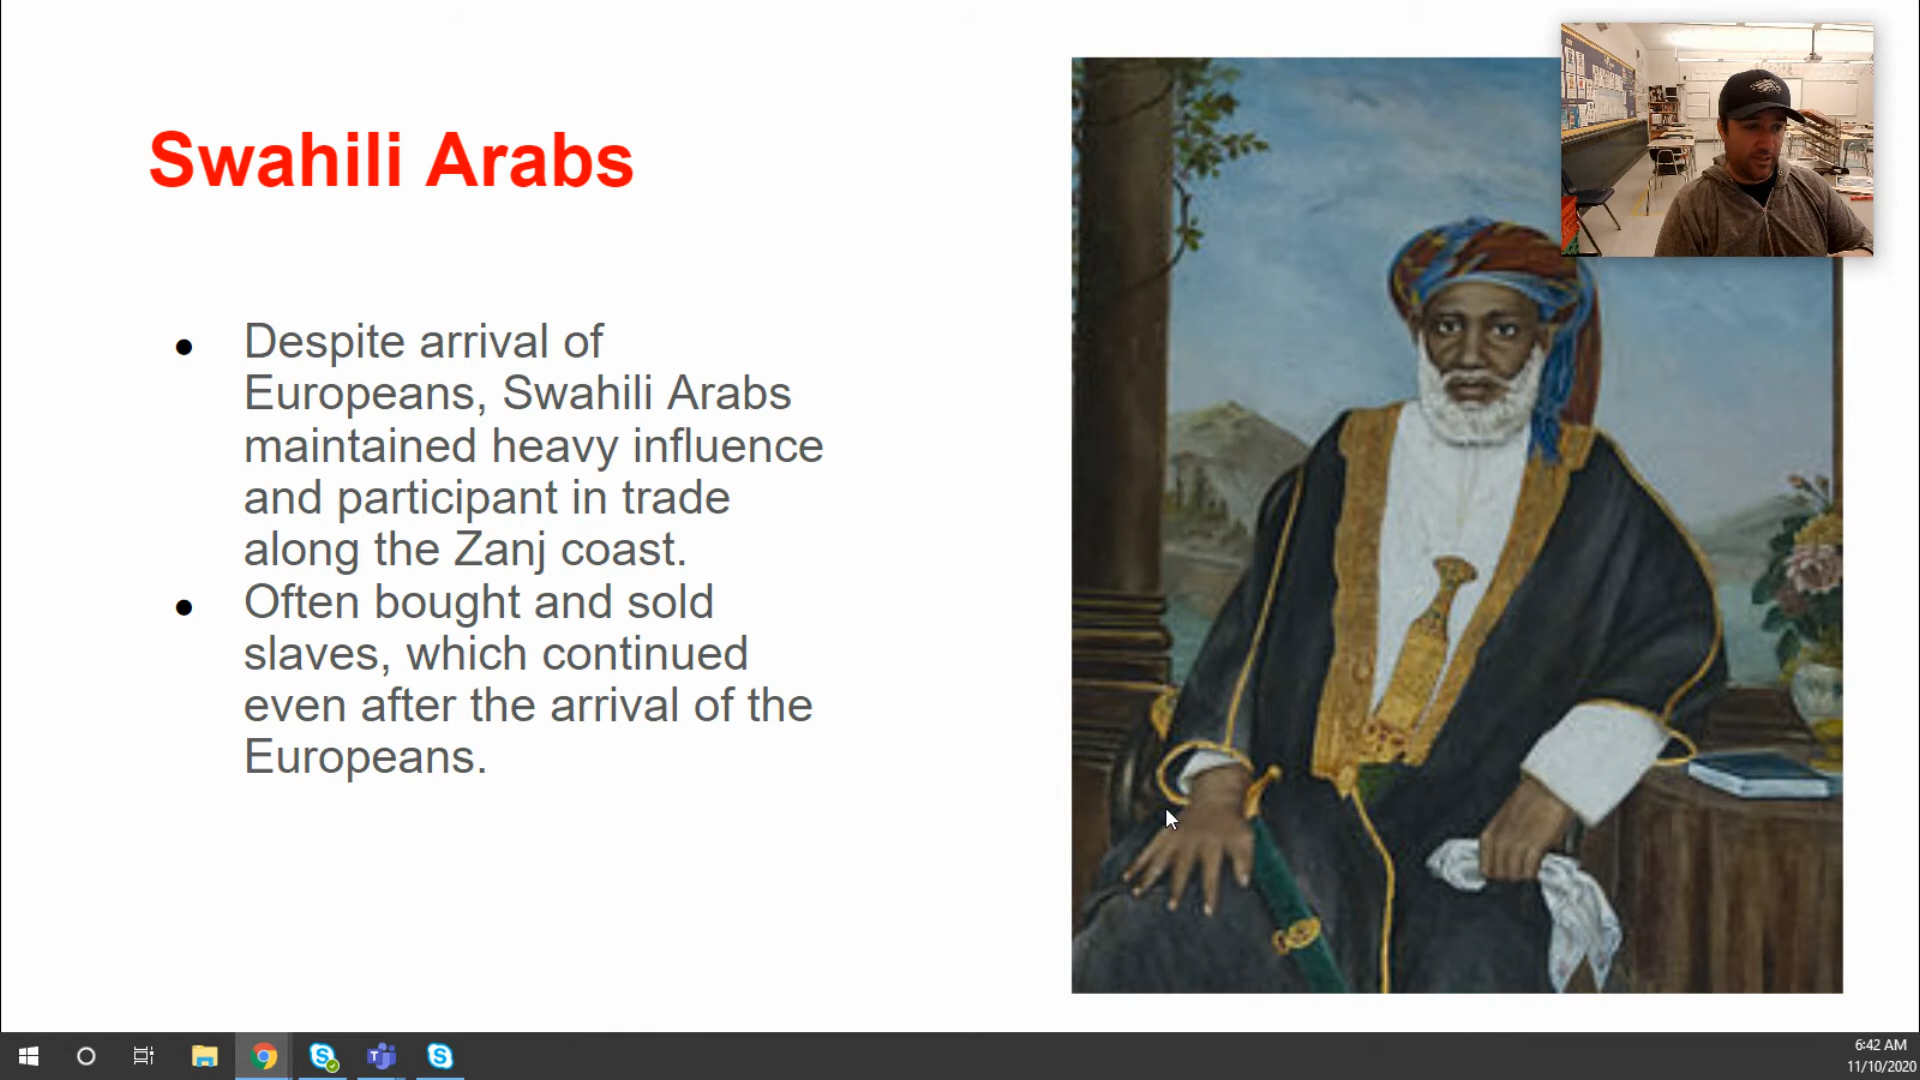 Swahili Arabs
Despite arrival of
Europeans, Swahili Arabs
maintained heavy influence
and participant in trade
along the Zanj coast.
Often bought and sold
slaves, which continued
even after the arrival of the
Europeans.
6:42 AM
11/10/2020